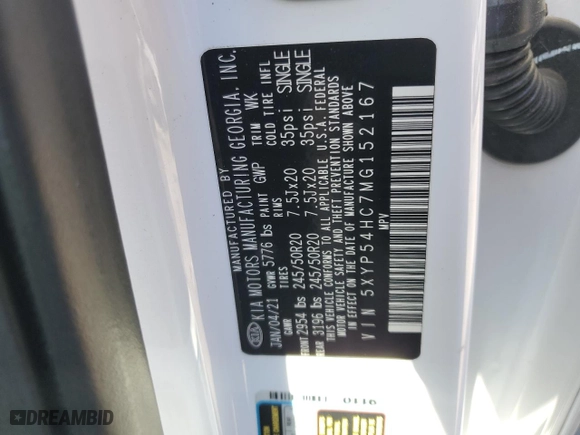 MANUFACTURED BY
KIA KIA MOTORS MANUFACTURING GEORGIA, INC.
JAN/04/21 GVWR 5776 lbs PAINT GWP TRIM WK
GAWR TIRES RIMS COLD TIRE INFL
FRONT 2954 lbs 245/50R20 7.5Jx20 35psi SINGLE
REAR 3196 lbs 245/50R20 7.5Jx20 35psi SINGLE
THIS VEHICLE CONFORMS TO ALL APPLICABLE U.S.A. FEDERAL
MOTOR VEHICLE SAFETY AND THEFT PREVENTION STANDARDS
IN EFFECT ON THE DATE OF MANUFACTURE SHOWN ABOVE
VIN 5XYP54HC7MG152167
MPV
DREAMBID